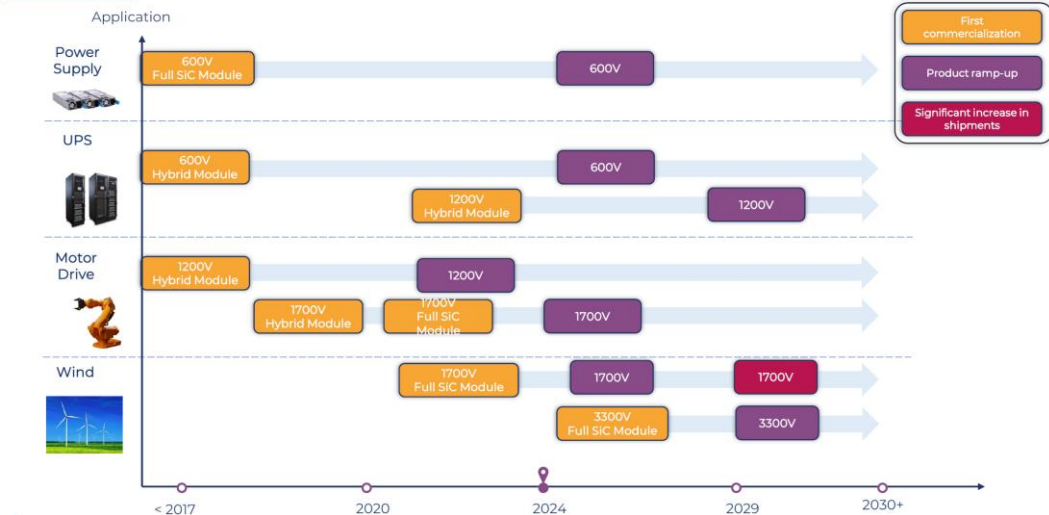 Application
First
commercialization
Product ramp-up
Significant increase in
shipments
Power
Supply
600V
Full SiC Module
600V
UPS
600V
Hybrid Module
600V
1200V
Hybrid Module
1200V
Motor
Drive
1200V
Hybrid Module
1200V
1700V
Hybrid Module
1700V
Full SiC
Module
1700V
Wind
1700V
Full SiC Module
1700V
1700V
3300V
Full SiC Module
3300V
< 2017
2020
2024
2029
2030+